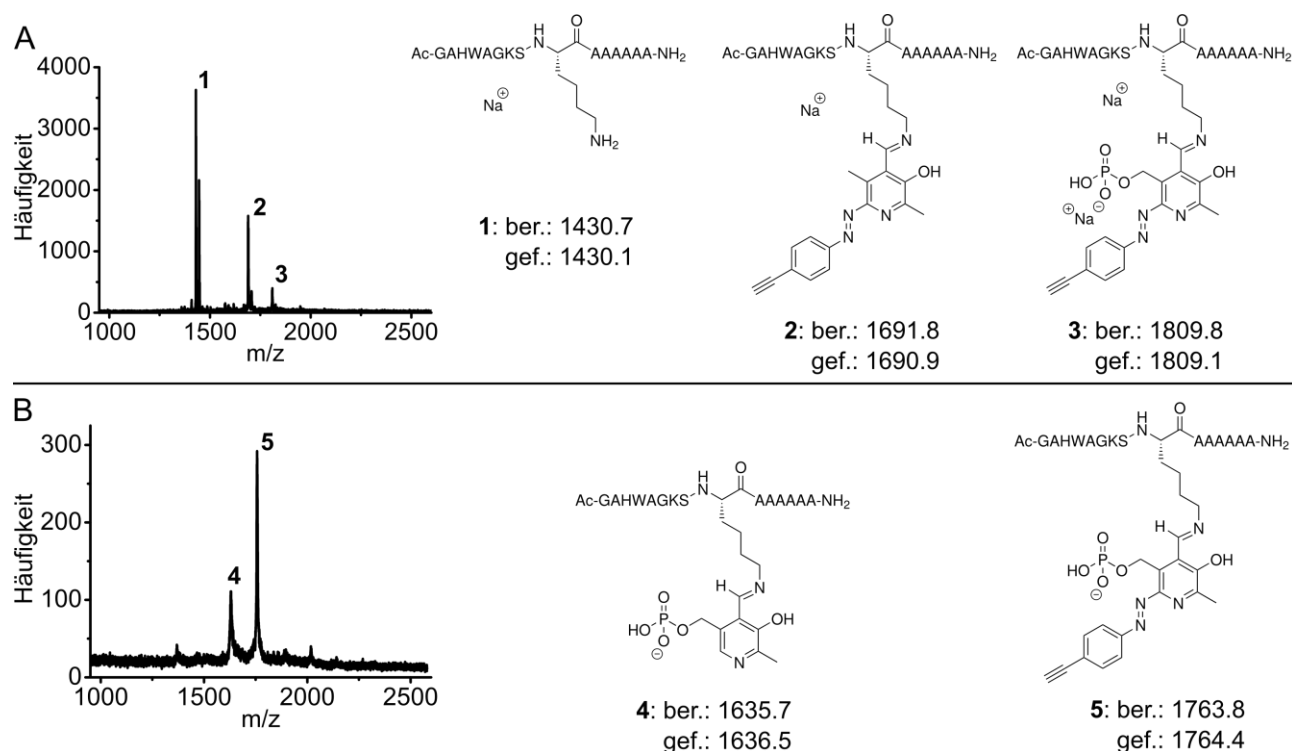 A
Häufigkeit
4000
3000
2000
1000
0
1000
1500
2000
2500
m/z
1
2
3
Ac-GAHWAGKS
H
N
O
AAAAAA-NH2
Na⊕
NH2
1: ber.: 1430.7
gef.: 1430.1
Ac-GAHWAGKS
H
N
O
AAAAAA-NH2
Na⊕
H
N
OH
N
N
N
2: ber.: 1691.8
gef.: 1690.9
Ac-GAHWAGKS
H
N
O
AAAAAA-NH2
Na⊕
H
N
O
HO
P
O
O⊖
Na⊕
OH
N
N
N
3: ber.: 1809.8
gef.: 1809.1
B
Häufigkeit
300
200
100
0
1000
1500
2000
2500
m/z
4
5
Ac-GAHWAGKS
H
N
O
AAAAAA-NH2
H
N
O
HO
P
O
O⊖
OH
N
4: ber.: 1635.7
gef.: 1636.5
Ac-GAHWAGKS
H
N
O
AAAAAA-NH2
H
N
O
HO
P
O
O⊖
OH
N
N
N
5: ber.: 1763.8
gef.: 1764.4